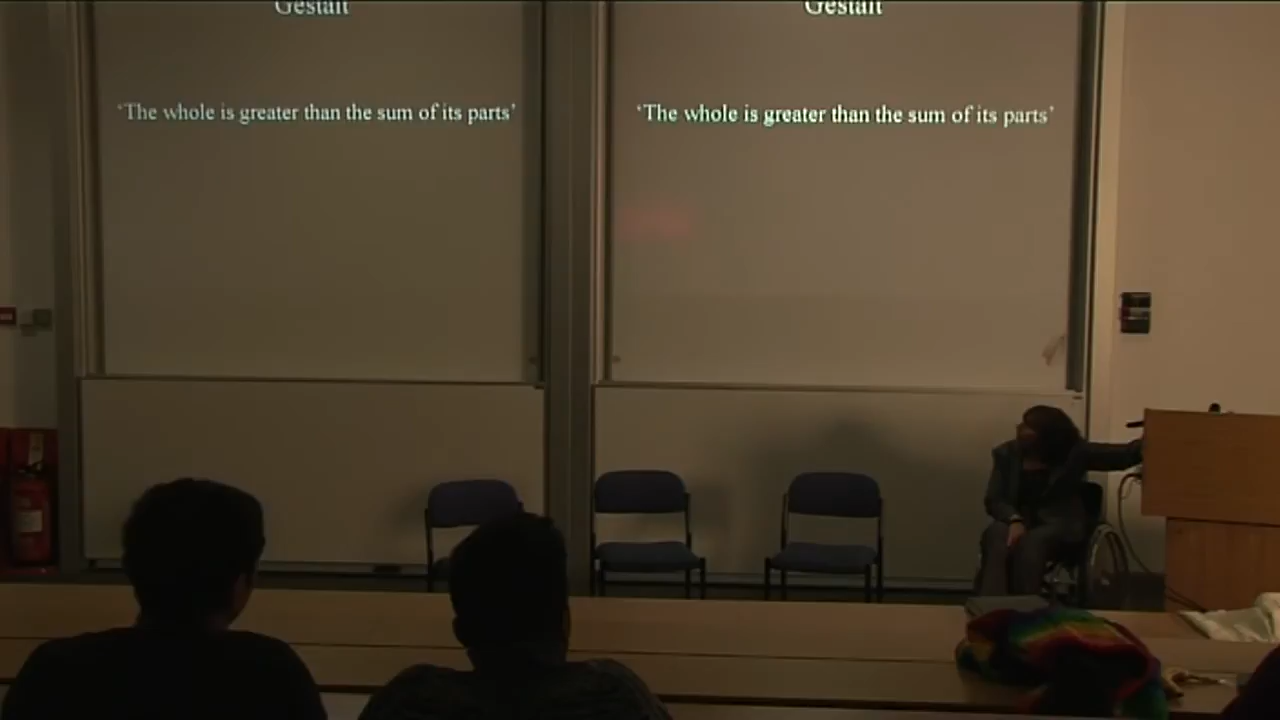 Gestalt
'The whole is greater than the sum of its parts'
Gestalt
'The whole is greater than the sum of its parts'